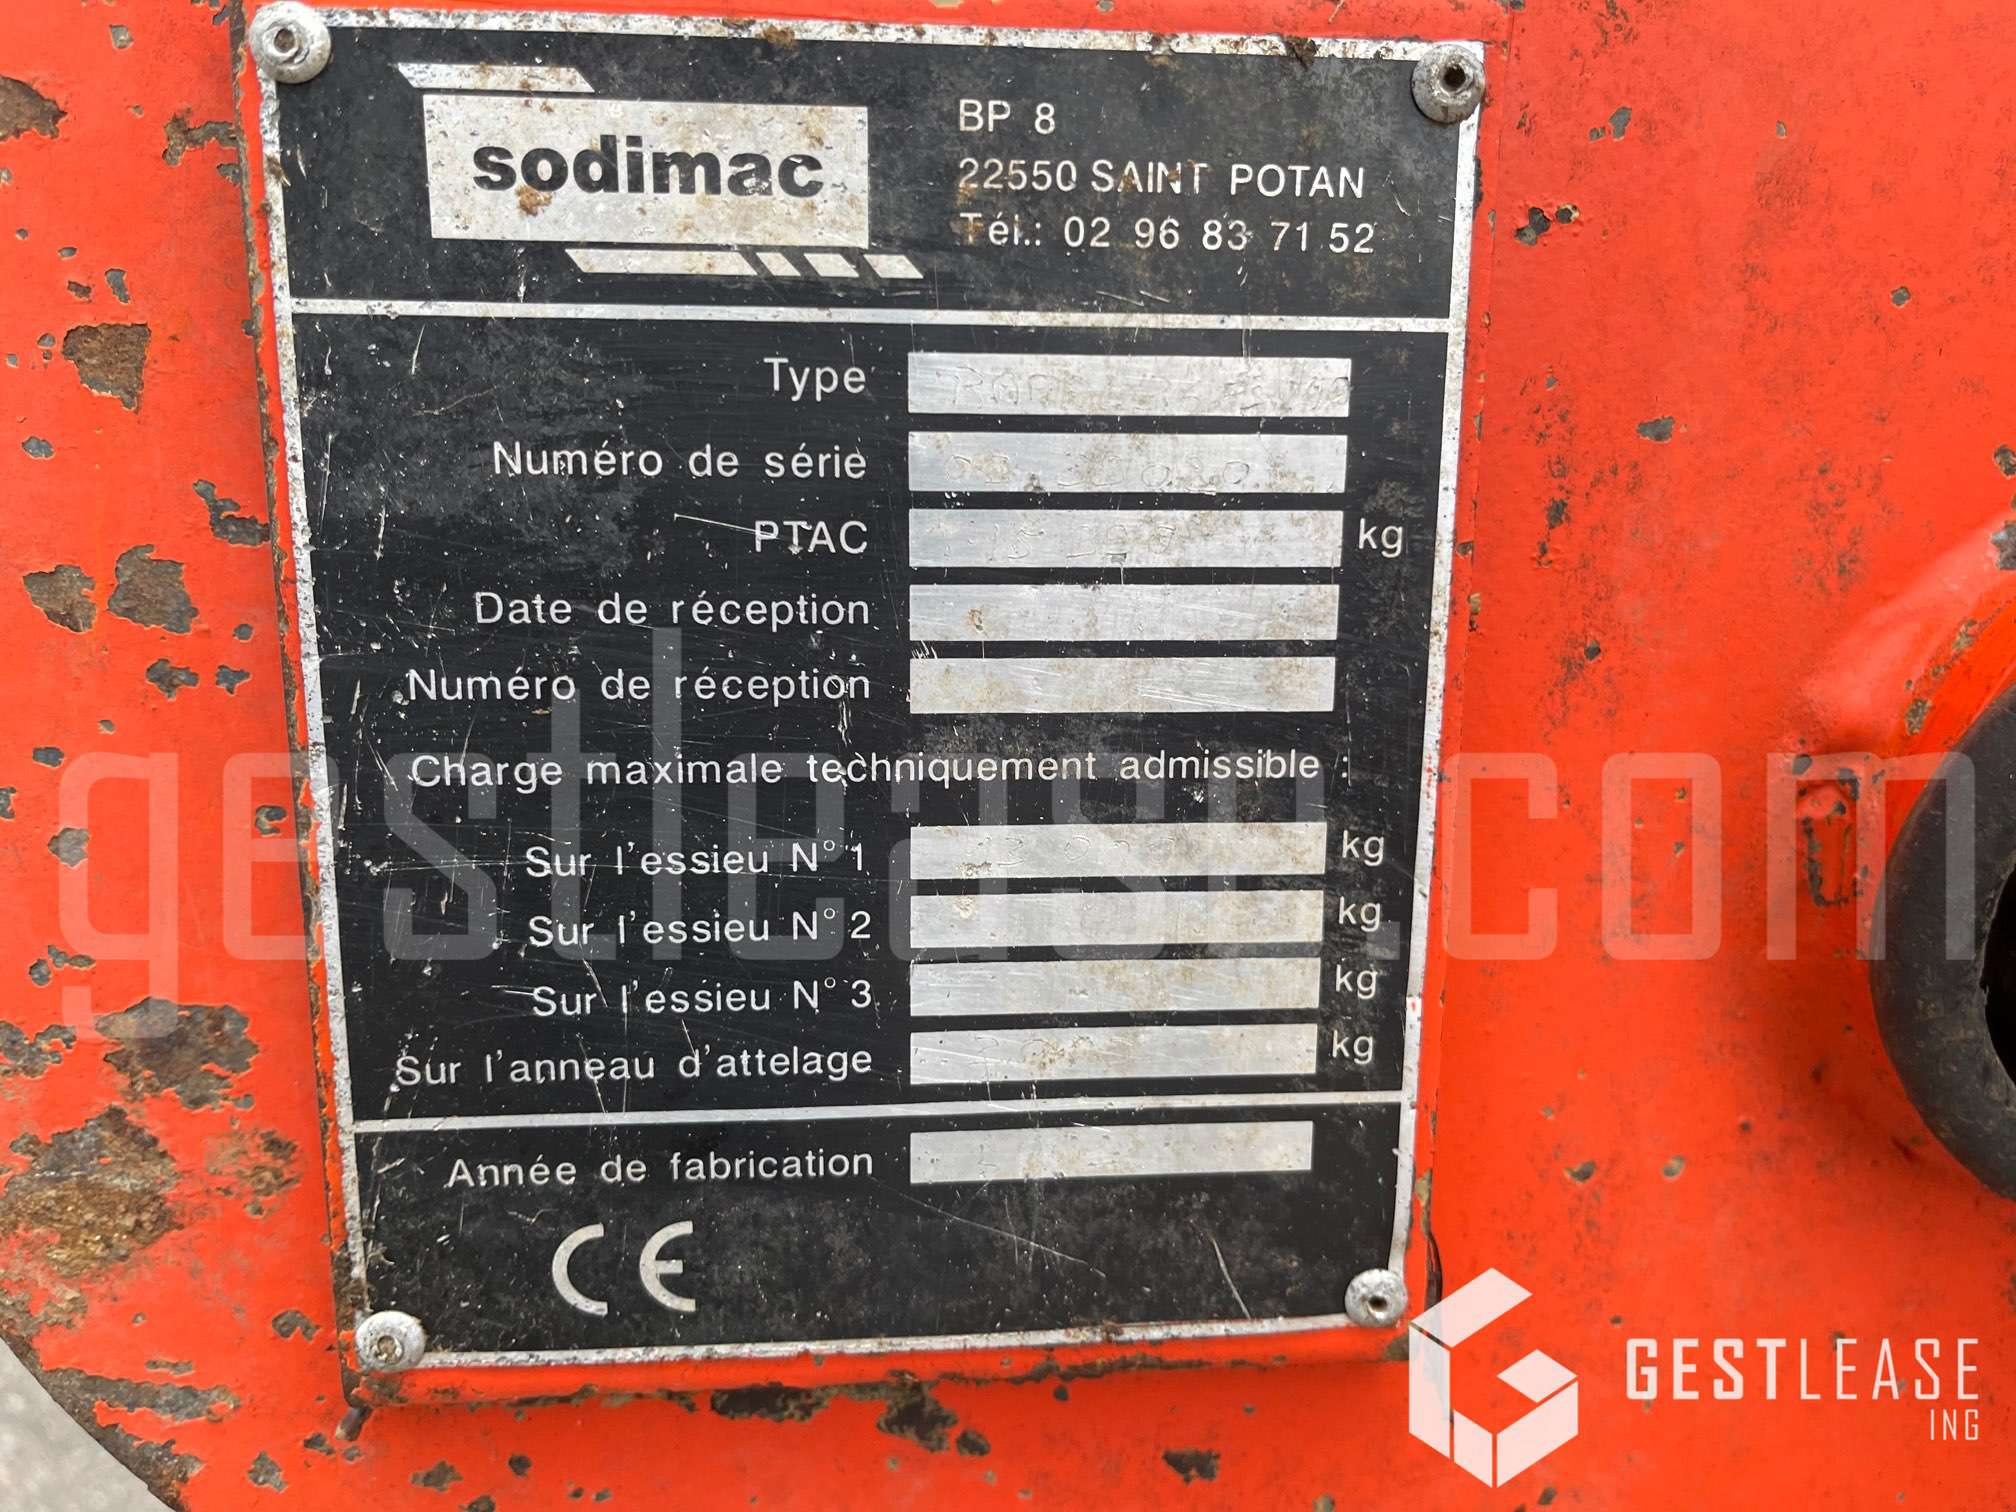 sodimac
BP 8
22550 SAINT POTAN
Tél.: 02 96 83 71 52
Type
Numéro de série
PTAC kg
Date de réception
Numéro de réception
Charge maximale techniquement admissible :
Sur l'essieu N° 1 kg
Sur l'essieu N° 2 kg
Sur l'essieu N° 3 kg
Sur l'anneau d'attelage kg
Année de fabrication
CE
gestlease.com
GESTLEASE
ING